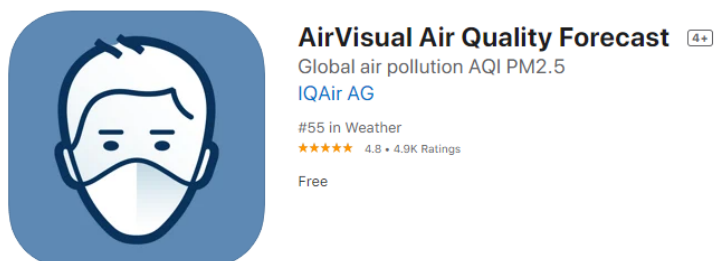 AirVisual Air Quality Forecast 4+
Global air pollution AQI PM2.5
IQAir AG
#55 in Weather
★★★★★ 4.8 • 4.9K Ratings
Free